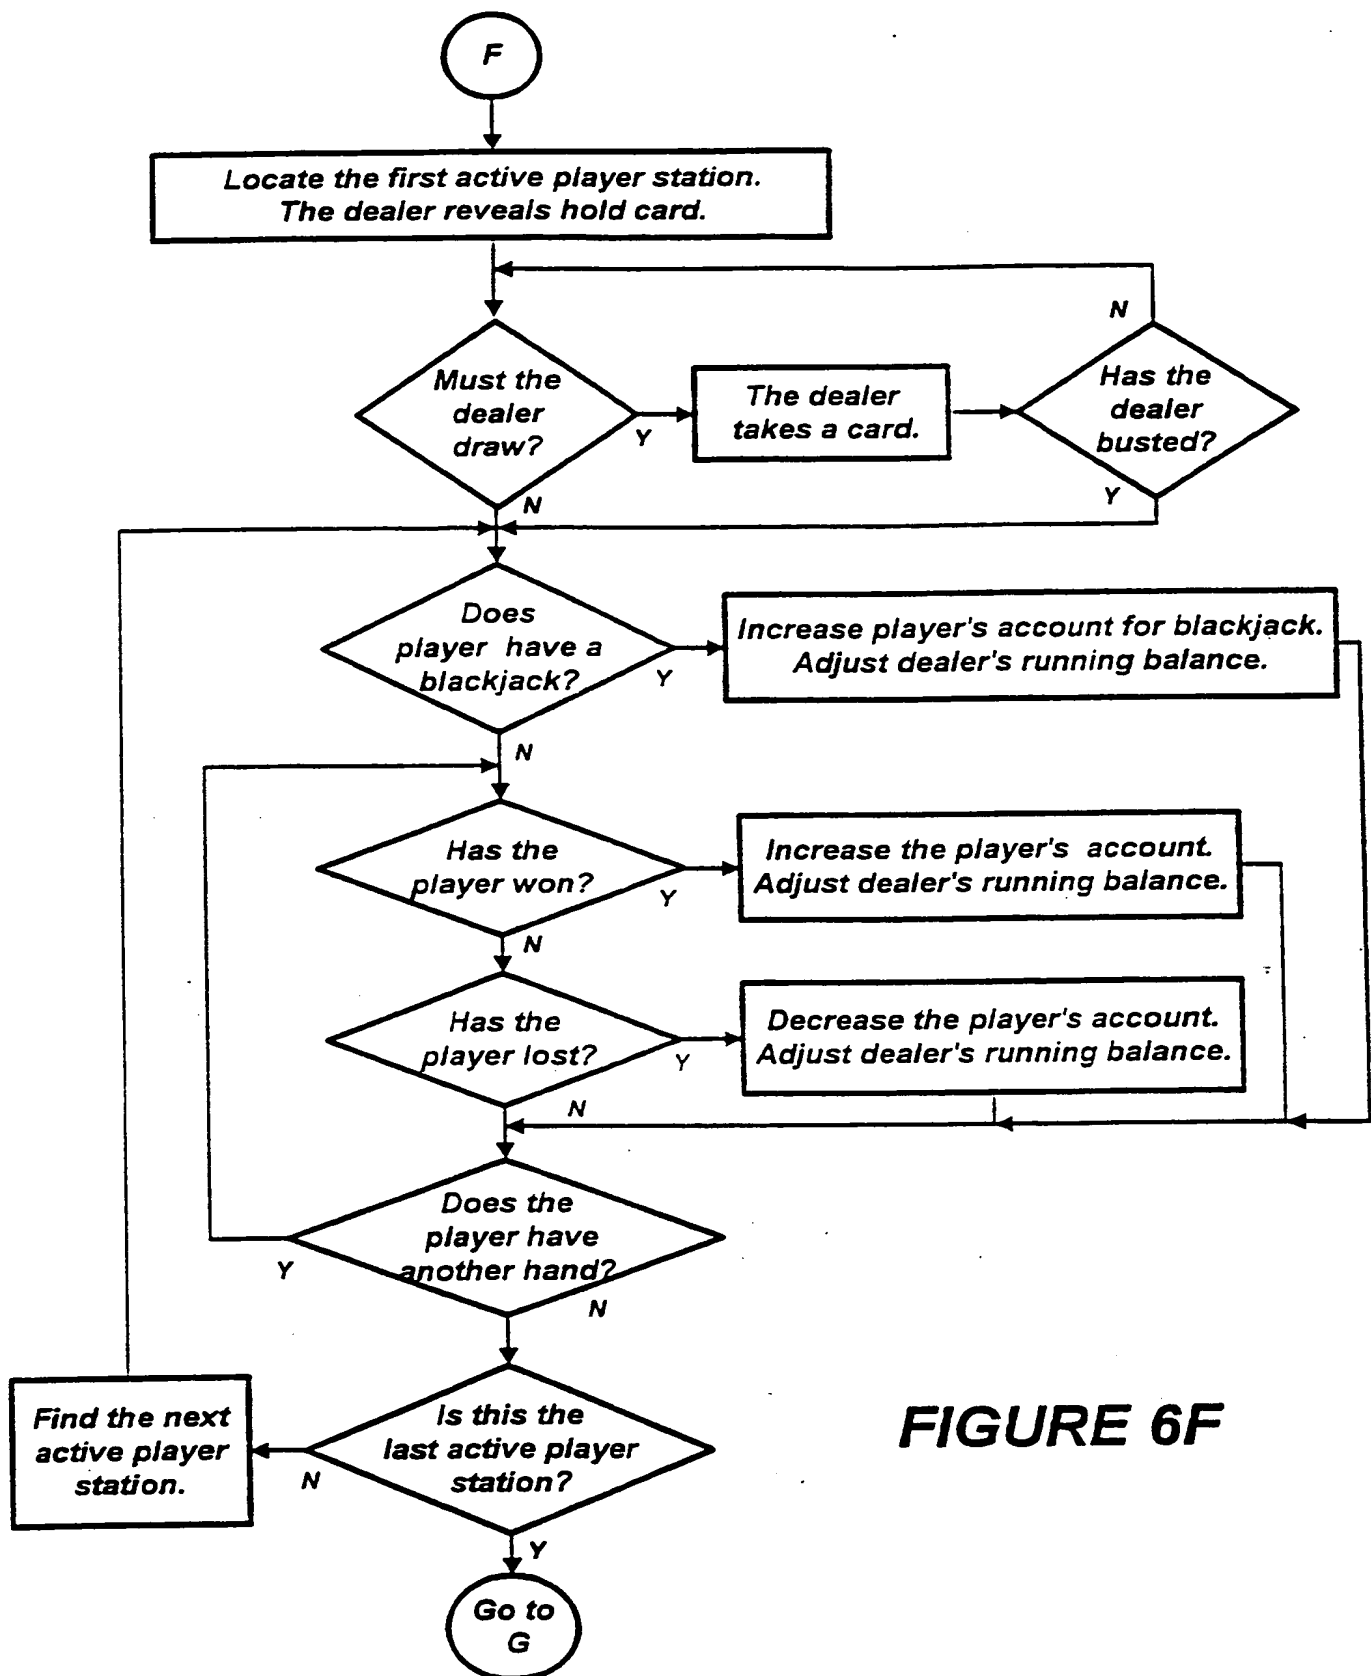 F
Locate the first active player station.
The dealer reveals hold card.
N
Must the
dealer
draw?
Y
The dealer
takes a card.
Has the
dealer
busted?
Y
N
Does
player have a
blackjack?
Y
Increase player's account for blackjack.
Adjust dealer's running balance.
N
Has the
player won?
Y
Increase the player's account.
Adjust dealer's running balance.
N
Has the
player lost?
Y
Decrease the player's account.
Adjust dealer's running balance.
N
Does the
player have
another hand?
Y
N
Find the next
active player
station.
N
Is this the
last active player
station?
Y
Go to
G
FIGURE 6F